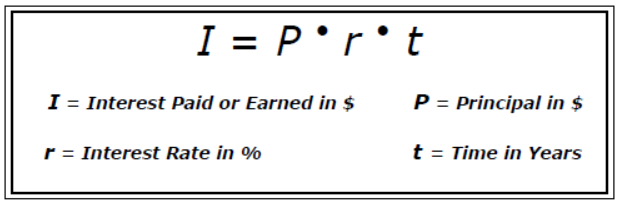 I = P • r • t
I = Interest Paid or Earned in $ P = Principal in $
r = Interest Rate in % t = Time in Years